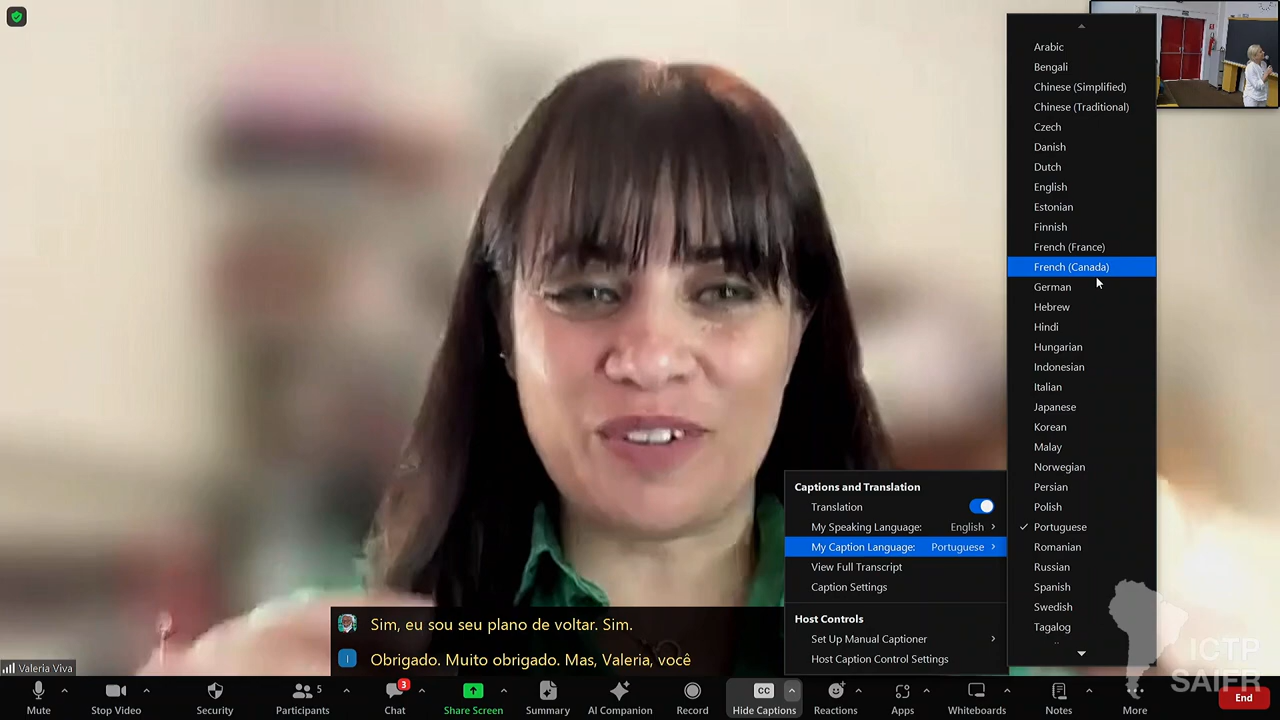 Arabic
Bengali
Chinese (Simplified)
Chinese (Traditional)
Czech
Danish
Dutch
English
Estonian
Finnish
French (France)
French (Canada)
German
Hebrew
Hindi
Hungarian
Indonesian
Italian
Japanese
Korean
Malay
Norwegian
Persian
Polish
Portuguese
Romanian
Russian
Spanish
Swedish
Tagalog
Captions and Translation
Translation
My Speaking Language: English
My Caption Language: Portuguese
View Full Transcript
Caption Settings
Host Controls
Set Up Manual Captioner
Host Caption Control Settings
Sim, eu sou seu plano de voltar. Sim.
I
Obrigado. Muito obrigado. Mas, Valeria, você
Valeria Viva
ICTP
SAIFR
Mute
Stop Video
Security
5
Participants
3
Chat
Share Screen
Summary
AI Companion
Record
CC
Hide Captions
Reactions
Apps
Whiteboards
Notes
More
End